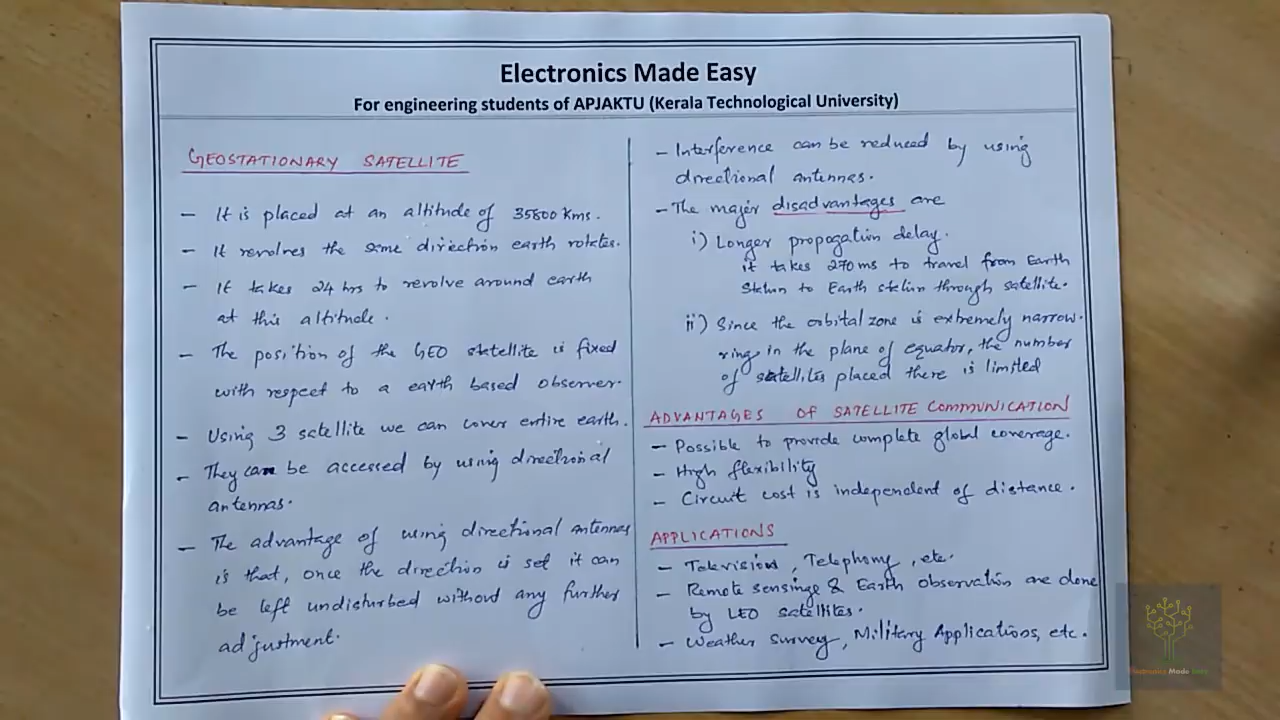 Electronics Made Easy
For engineering students of APJAKTU (Kerala Technological University)
GEOSTATIONARY SATELLITE
- It is placed at an altitude of 35800 kms.
- It revolves the same direction earth rotates.
- It takes 24 hrs to revolve around earth
at this altitude.
- The position of the GEO satellite is fixed
with respect to a earth based observer.
- Using 3 satellite we can cover entire earth.
- They can be accessed by using directional
antennas.
- The advantage of using directional antennas
is that, once the direction is set it can
be left undisturbed without any further
adjustment.
- Interference can be reduced by using
directional antennas.
- The major disadvantages are
i) Longer propogation delay.
it takes 270 ms to travel from Earth
Station to Earth station through satellite.
ii) Since the orbital zone is extremely narrow.
ring in the plane of equator, the number
of satellites placed there is limited
ADVANTAGES OF SATELLITE COMMUNICATION
- Possible to provide complete global coverage.
- High flexibility
- Circuit cost is independent of distance.
APPLICATIONS
- Television, Telephony, etc.
- Remote sensing & Earth observation are done
by LEO satellites.
- Weather survey, Military Applications, etc.
Electronics Made Easy